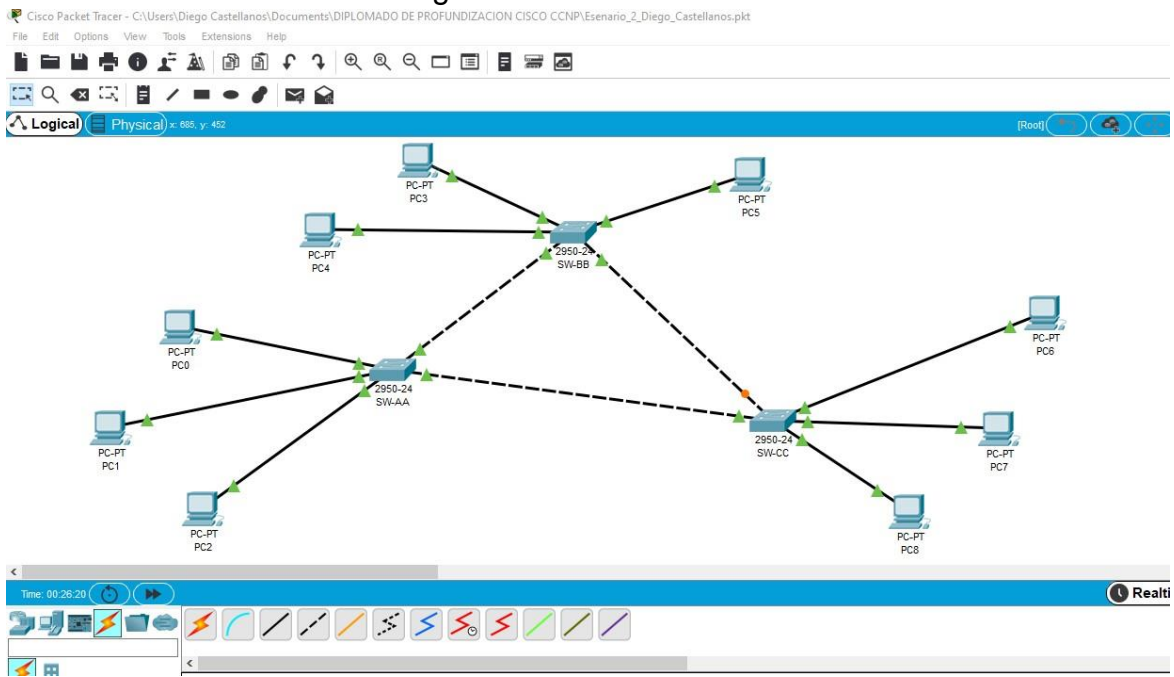 Cisco Packet Tracer - C:\Users\Diego Castellanos\Documents\DIPLOMADO DE PROFUNDIZACION CISCO CCNP\Esenario_2_Diego_Castellanos.pkt
File Edit Options View Tools Extensions Help
Logical Physical x: 685, y: 452 [Root]
PC-PT
PC3
PC-PT
PC5
PC-PT
PC4
2950-24
SW-BB
PC-PT
PC0
PC-PT
PC6
2950-24
SW-AA
PC-PT
PC1
2950-24
SW-CC
PC-PT
PC7
PC-PT
PC2
PC-PT
PC8
Time: 00:26:20 Realti